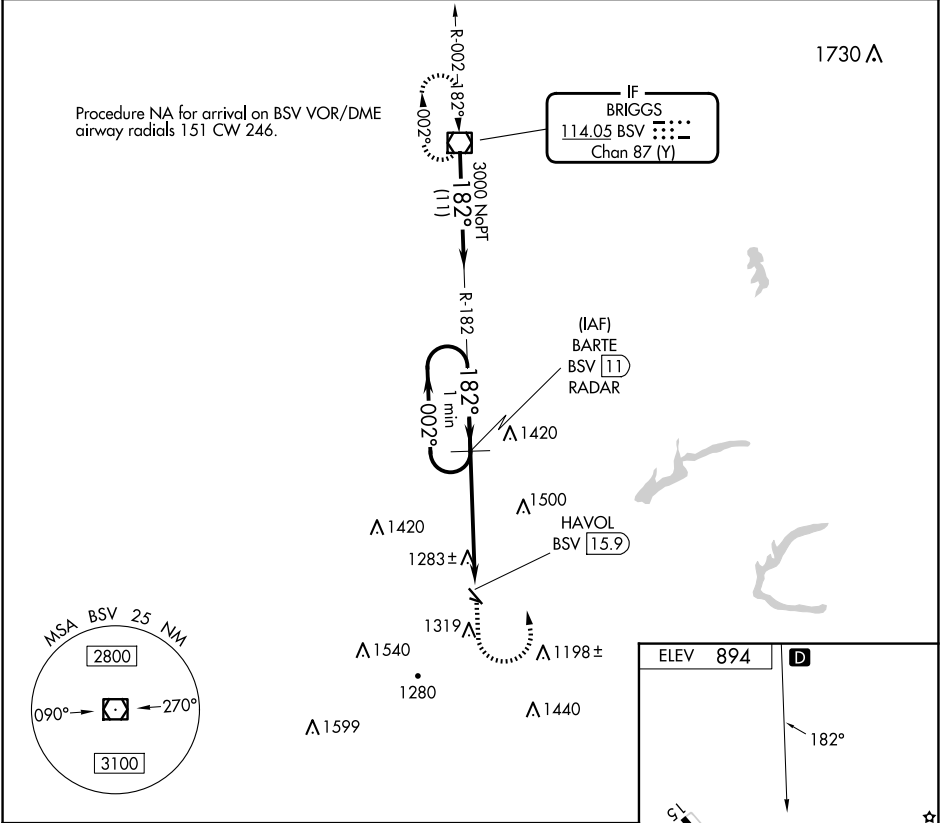 R-002
182°
002°
1730
Procedure NA for arrival on BSV VOR/DME
airway radials 151 CW 246.
IF
BRIGGS
114.05 BSV
Chan 87 (Y)
3000 NoPT
182°
(11)
R-182
(IAF)
BARTE
BSV 11
RADAR
182°
1 min
002°
1420
1500
1420
HAVOL
BSV 15.9
1283 ±
1319
1540
1198 ±
1280
1440
1599
MSA BSV 25 NM
2800
090°
270°
3100
ELEV 894 D
182°
15